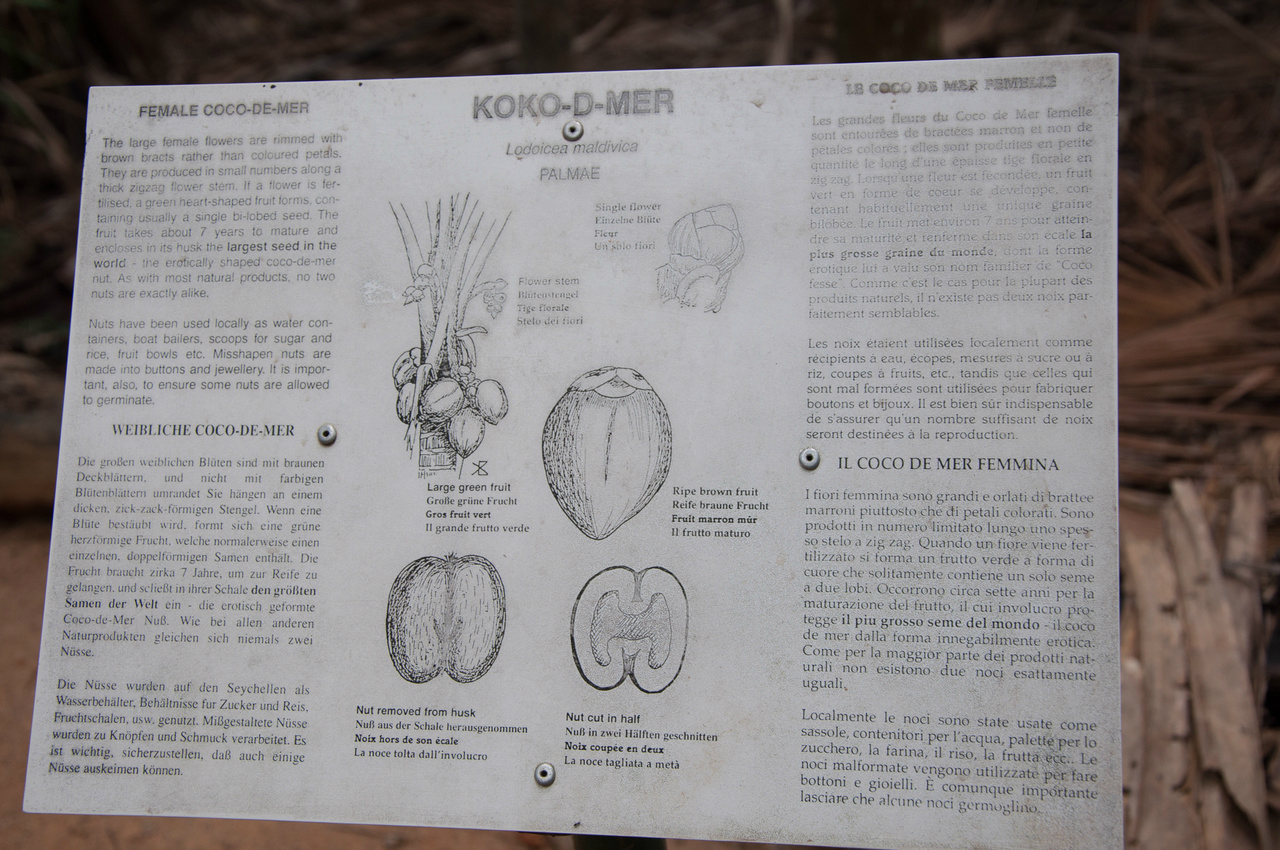 FEMALE COCO-DE-MER
The large female flowers are rimmed with
brown bracts rather than coloured petals.
They are produced in small numbers along a
thick zigzag flower stem. If a flower is fer-
tilised, a green heart-shaped fruit forms, con-
taining usually a single bi-lobed seed. The
fruit takes about 7 years to mature and
encloses in its husk the largest seed in the
world - the erotically shaped coco-de-mer
nut. As with most natural products, no two
nuts are exactly alike.
Nuts have been used locally as water con-
tainers, boat bailers, scoops for sugar and
rice, fruit bowls etc. Misshapen nuts are
made into buttons and jewellery. It is impor-
tant, also, to ensure some nuts are allowed
to germinate.
WEIBLICHE COCO-DE-MER
Die großen weiblichen Blüten sind mit braunen
Deckblättern, und nicht mit farbigen
Blütenblättern umrandet Sie hängen an einem
dicken, zick-zack-förmigen Stengel. Wenn eine
Blüte bestäubt wird, formt sich eine grüne
herzförmige Frucht, welche normalerweise einen
einzelnen, doppelförmigen Samen enthält. Die
Frucht braucht zirka 7 Jahre, um zur Reife zu
gelangen, und schließt in ihrer Schale den größten
Samen der Welt ein - die erotisch geformte
Coco-de-Mer Nuß. Wie bei allen anderen
Naturprodukten gleichen sich niemals zwei
Nüsse.
Die Nüsse wurden auf den Seychellen als
Wasserbehälter, Behältnisse fur Zucker und Reis,
Fruchtschalen, usw. genutzt. Mißgestaltete Nüsse
wurden zu Knöpfen und Schmuck verarbeitet. Es
ist wichtig, sicherzustellen, daß auch einige
Nüsse auskeimen können.
KOKO-D-MER
Lodoicea maldivica
PALMAE
Single flower
Einzelne Blüte
Fleur
Un solo fiori
Flower stem
Blütenstengel
Tige florale
Stelo dei fiori
Large green fruit
Große grüne Frucht
Gros fruit vert
Il grande frutto verde
Ripe brown fruit
Reife braune Frucht
Fruit marron mûr
Il frutto maturo
Nut removed from husk
Nuß aus der Schale herausgenommen
Noix hors de son écale
La noce tolta dall'involucro
Nut cut in half
Nuß in zwei Hälften geschnitten
Noix coupée en deux
La noce tagliata a metà
LE COCO DE MER FEMELLE
Les grandes fleurs du Coco de Mer femelle
sont entourées de bractées marron et non de
pétales colorés ; elles sont produites en petite
quantité le long d'une épaisse tige florale en
zig zag. Lorsqu'une fleur est fécondée, un fruit
vert en forme de coeur se développe, con-
tenant habituellement une unique graine
bilobée. Le fruit met environ 7 ans pour attein-
dre sa maturité et renferme dans son écale la
plus grosse graine du monde, dont la forme
érotique lui a valu son nom familier de "Coco
fesse". Comme c'est le cas pour la plupart des
produits naturels, il n'existe pas deux noix par-
faitement semblables.
Les noix étaient utilisées localement comme
récipients à eau, écopes, mesures à sucre ou à
riz, coupes à fruits, etc., tandis que celles qui
sont mal formées sont utilisées pour fabriquer
boutons et bijoux. Il est bien sûr indispensable
de s'assurer qu'un nombre suffisant de noix
seront destinées à la reproduction.
IL COCO DE MER FEMMINA
I fiori femmina sono grandi e orlati di brattee
marroni piuttosto che di petali colorati. Sono
prodotti in numero limitato lungo uno spes-
so stelo a zig zag. Quando un fiore viene fer-
tilizzato si forma un frutto verde a forma di
cuore che solitamente contiene un solo seme
a due lobi. Occorrono circa sette anni per la
maturazione del frutto, il cui involucro pro-
tegge il piu grosso seme del mondo - il coco
de mer dalla forma innegabilmente erotica.
Come per la maggior parte dei prodotti nat-
urali non esistono due noci esattamente
uguali.
Localmente le noci sono state usate come
sassole, contenitori per l'acqua, palette per lo
zucchero, la farina, il riso, la frutta ecc.. Le
noci malformate vengono utilizzate per fare
bottoni e gioielli. È comunque importante
lasciare che alcune noci germoglino.